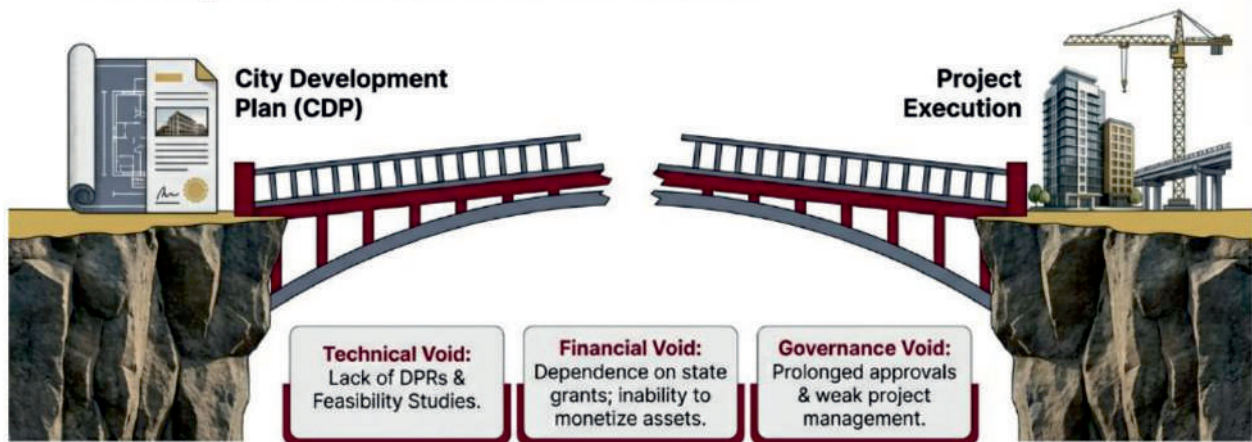 City Development
Plan (CDP)
Project
Execution
Technical Void:
Lack of DPRs &
Feasibility Studies.
Financial Void:
Dependence on state
grants; inability to
monetize assets.
Governance Void:
Prolonged approvals
& weak project
management.